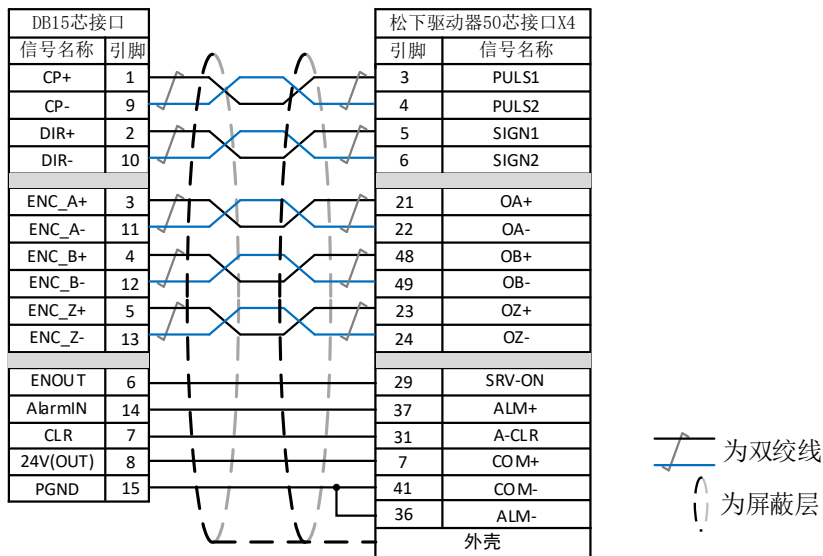 DB15芯接口 松下驱动器50芯接口X4
信号名称 引脚 引脚 信号名称
CP+ 1 3 PULS1
CP- 9 4 PULS2
DIR+ 2 5 SIGN1
DIR- 10 6 SIGN2
ENC_A+ 3 21 OA+
ENC_A- 11 22 OA-
ENC_B+ 4 48 OB+
ENC_B- 12 49 OB-
ENC_Z+ 5 23 OZ+
ENC_Z- 13 24 OZ-
ENOUT 6 29 SRV-ON
AlarmIN 14 37 ALM+
CLR 7 31 A-CLR
24V(OUT) 8 7 COM+
PGND 15 41 COM-
36 ALM-
外壳
为双绞线
为屏蔽层